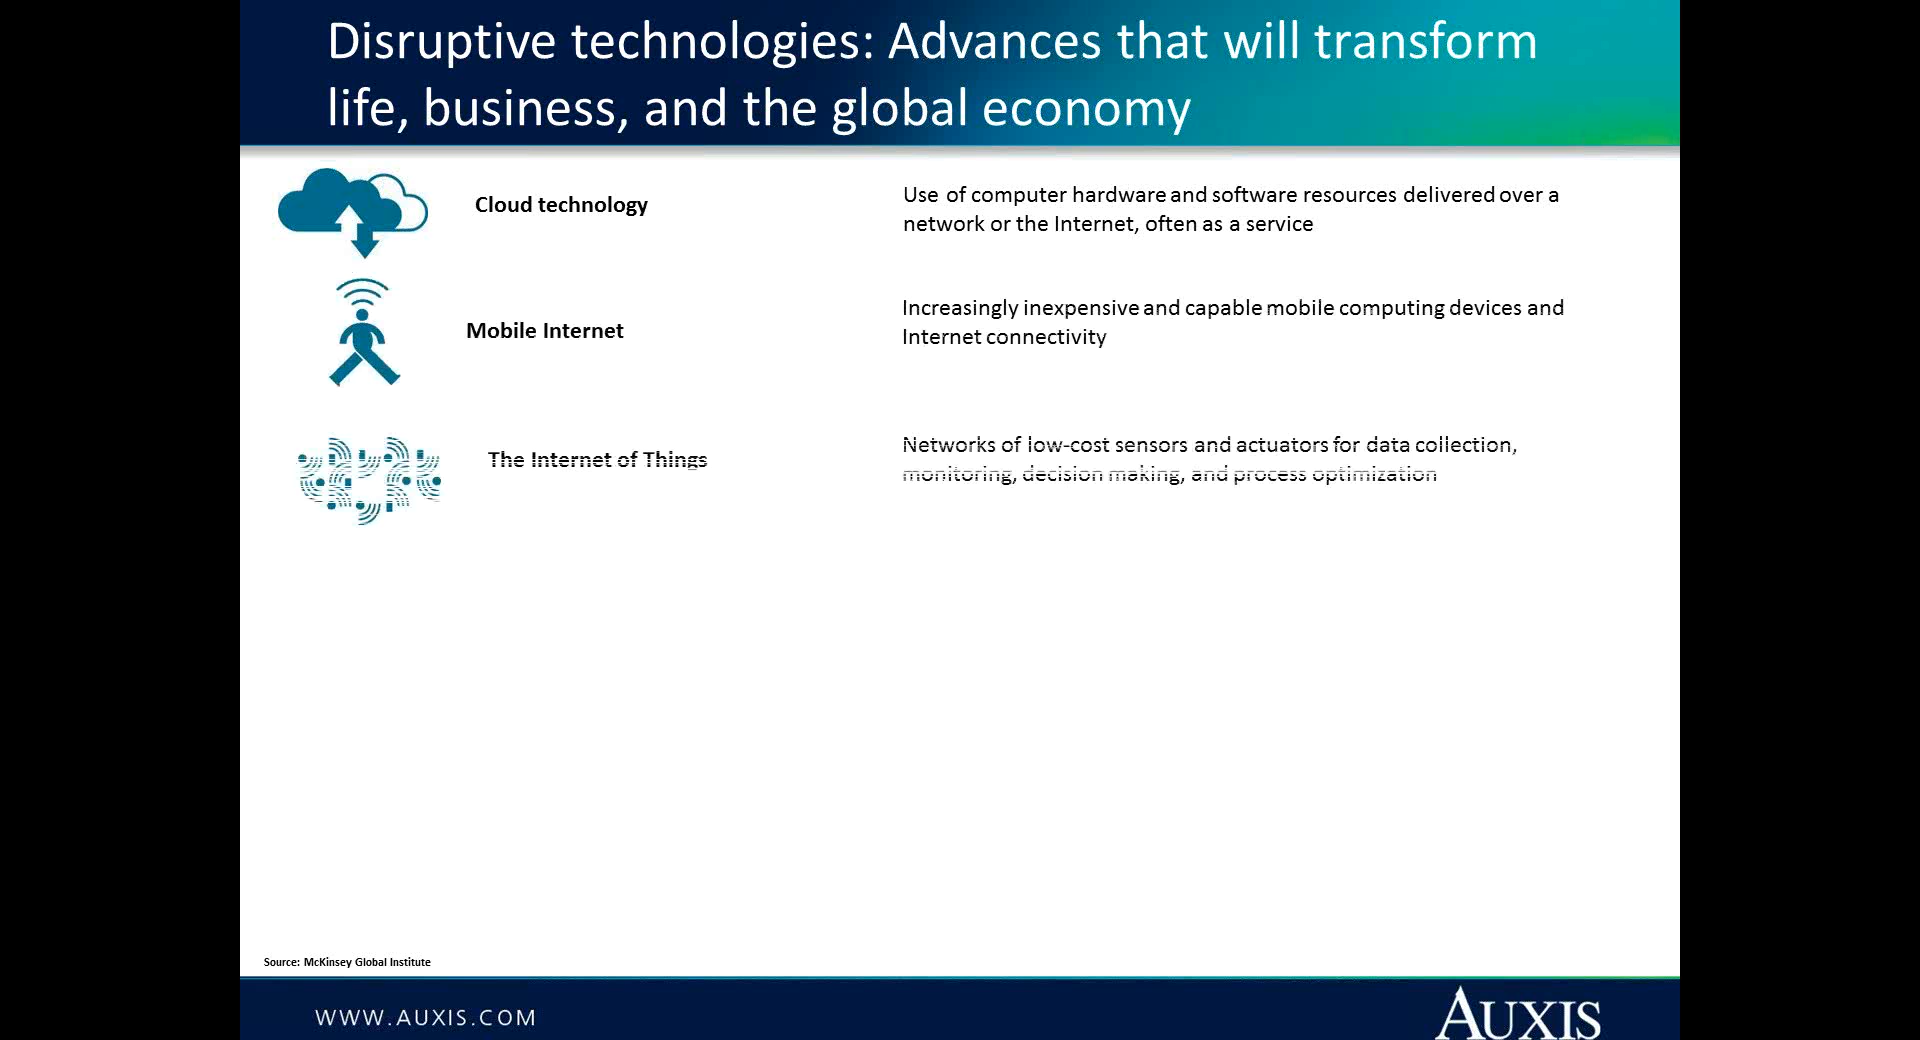 Disruptive technologies: Advances that will transform
life, business, and the global economy
Cloud technology
Use of computer hardware and software resources delivered over a
network or the Internet, often as a service
Mobile Internet
Increasingly inexpensive and capable mobile computing devices and
Internet connectivity
The Internet of Things
Networks of low-cost sensors and actuators for data collection,
monitoring, decision making, and process optimization
Source: McKinsey Global Institute
WWW.AUXIS.COM
AUXIS